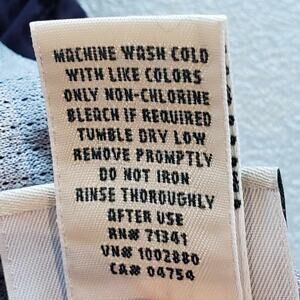 MACHINE WASH COLD
WITH LIKE COLORS
ONLY NON-CHLORINE
BLEACH IF REQUIRED
TUMBLE DRY LOW
REMOVE PROMPTLY
DO NOT IRON
RINSE THOROUGHLY
AFTER USE
RN# 71341
VN# 1002880
CA# 04754